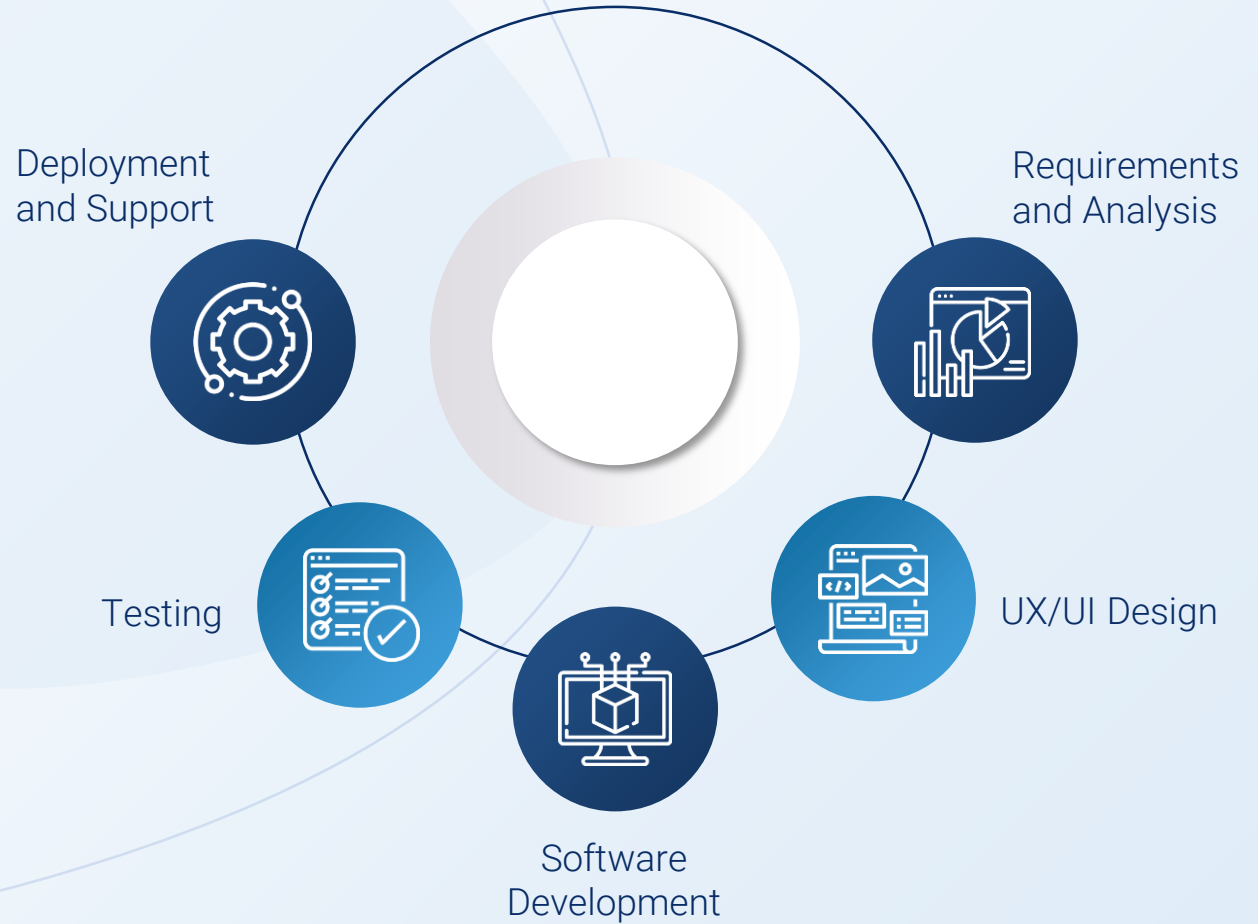 Deployment
and Support
Requirements
and Analysis
Testing
</>
UX/UI Design
Software
Development